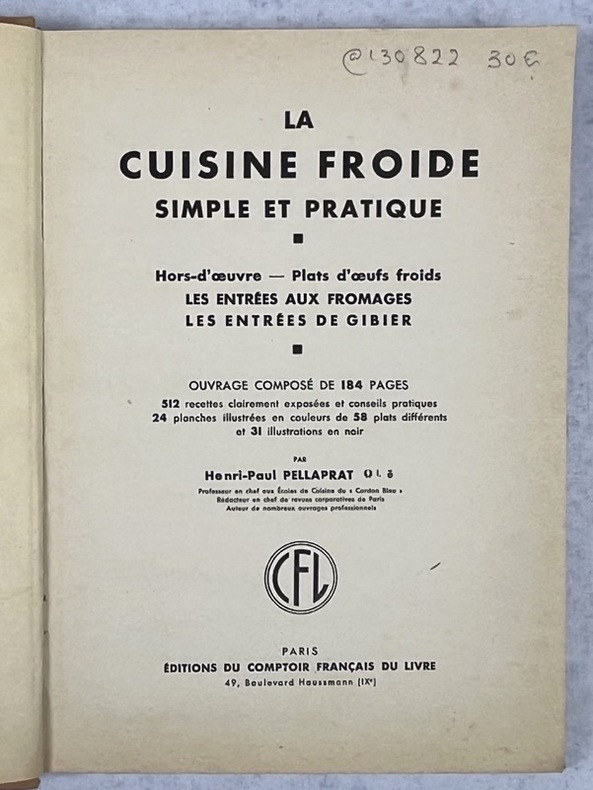 @130822 30€
LA
CUISINE FROIDE
SIMPLE ET PRATIQUE
Hors-d'œuvre — Plats d'œufs froids
LES ENTRÉES AUX FROMAGES
LES ENTRÉES DE GIBIER
OUVRAGE COMPOSÉ DE 184 PAGES
512 recettes clairement exposées et conseils pratiques
24 planches illustrées en couleurs de 58 plats différents
et 31 illustrations en noir
PAR
Henri-Paul PELLAPRAT
Professeur en chef aux Écoles de Cuisine du « Cordon Bleu »
Rédacteur en chef de revues corporatives de Paris
Auteur de nombreux ouvrages professionnels
CFL
PARIS
ÉDITIONS DU COMPTOIR FRANÇAIS DU LIVRE
49, Boulevard Haussmann (IXe)